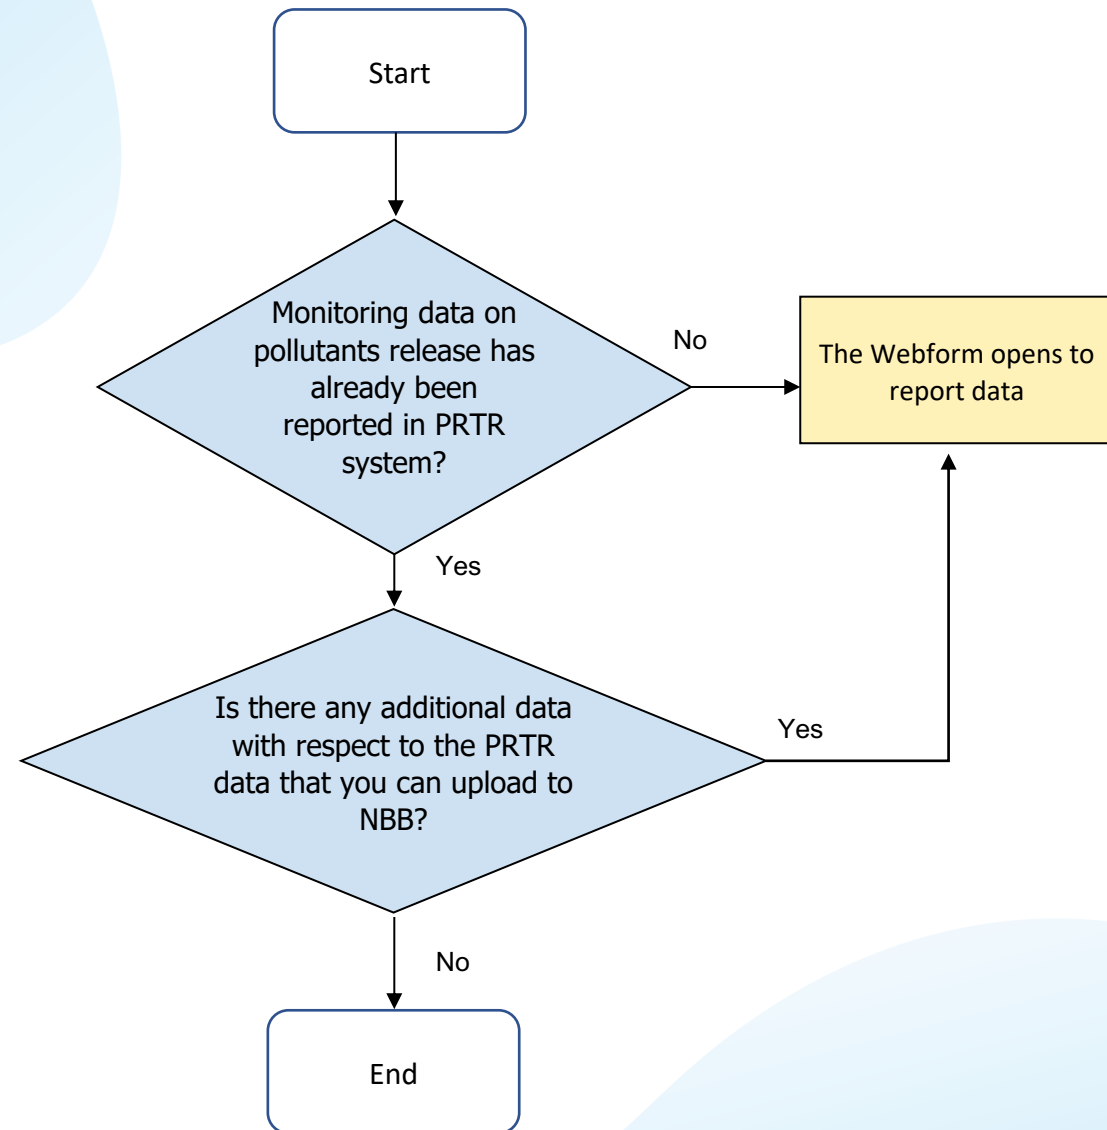 Start
Monitoring data on
pollutants release has
already been
reported in PRTR
system?
No
The Webform opens to
report data
Yes
Is there any additional data
with respect to the PRTR
data that you can upload to
NBB?
Yes
No
End